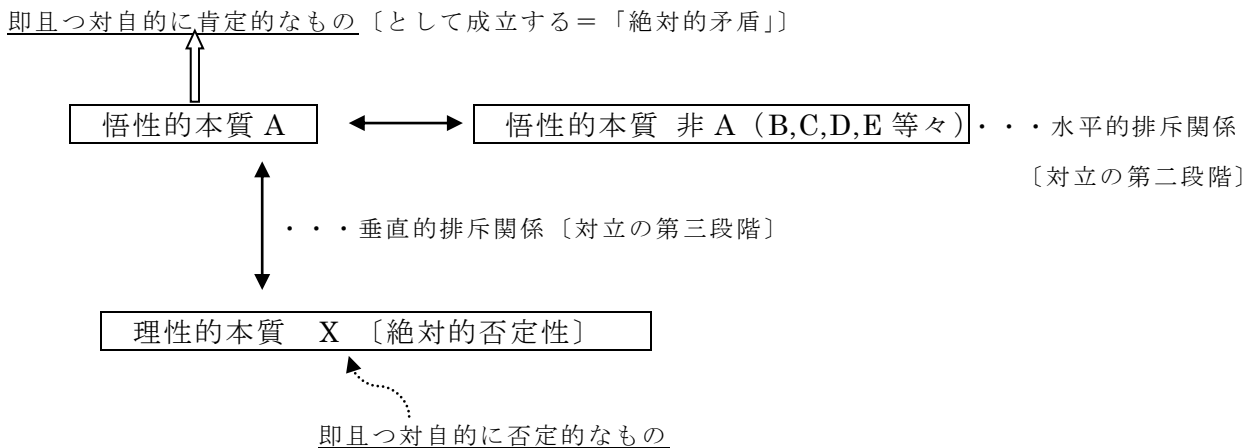 即且つ対自的に肯定的なもの〔として成立する＝「絶対的矛盾」〕
悟性的本質 A
悟性的本質 非 A（B,C,D,E 等々）・・・水平的排斥関係
〔対立の第二段階〕
・・・垂直的排斥関係〔対立の第三段階〕
理性的本質　X　〔絶対的否定性〕
即且つ対自的に否定的なもの